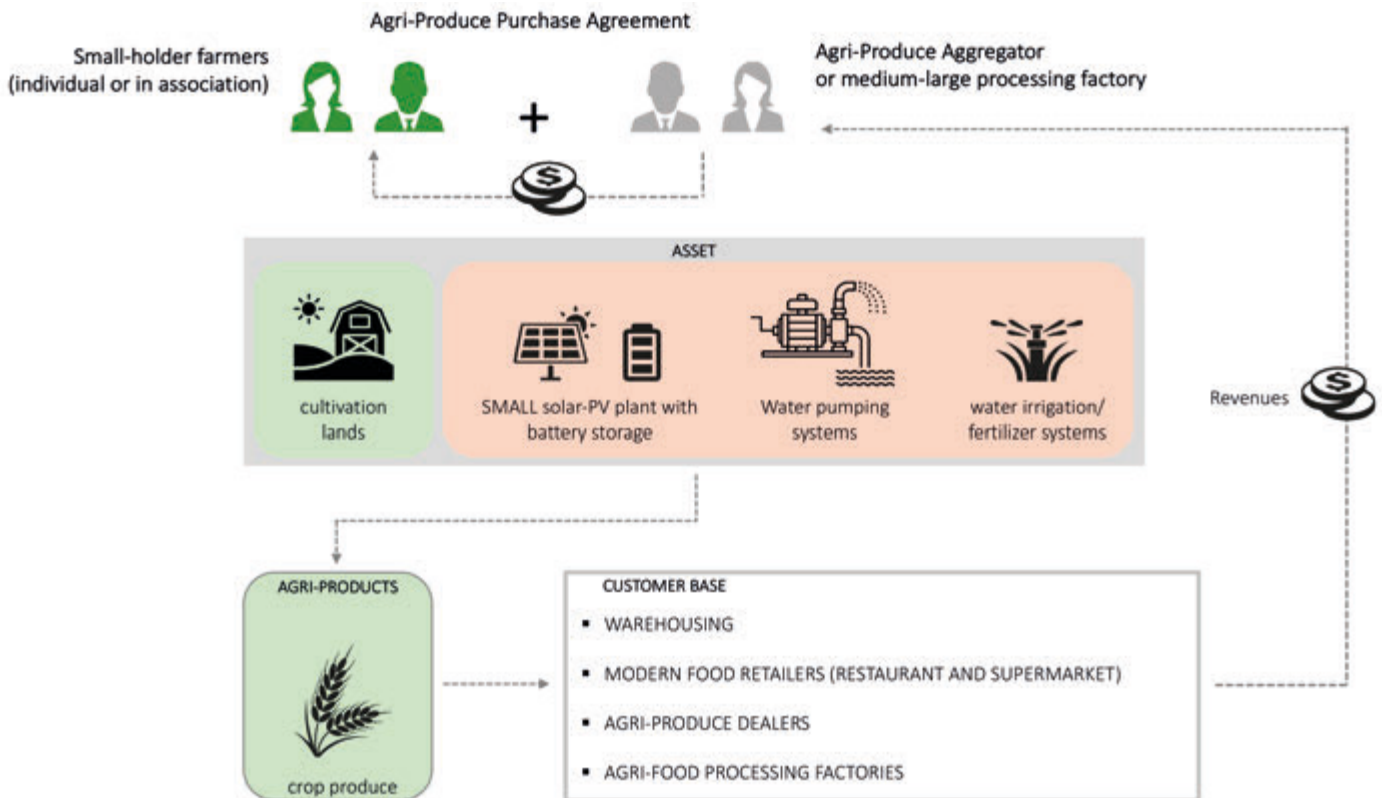 Agri-Produce Purchase Agreement
Small-holder farmers
(individual or in association)
Agri-Produce Aggregator
or medium-large processing factory
+
$
ASSET
cultivation
lands
SMALL solar-PV plant with
battery storage
Water pumping
systems
water irrigation/
fertilizer systems
Revenues
$
AGRI-PRODUCTS
crop produce
CUSTOMER BASE
▪ WAREHOUSING
▪ MODERN FOOD RETAILERS (RESTAURANT AND SUPERMARKET)
▪ AGRI-PRODUCE DEALERS
▪ AGRI-FOOD PROCESSING FACTORIES